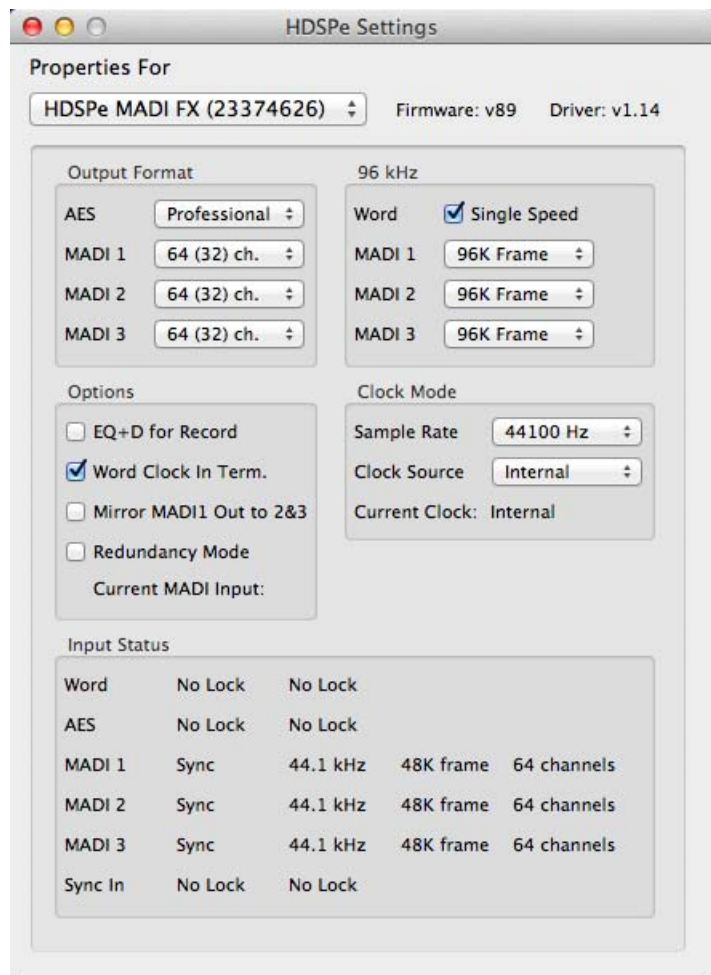 HDSPe Settings
Properties For
HDSPe MADI FX (23374626) Firmware: v89 Driver: v1.14
Output Format
AES Professional
MADI 1 64 (32) ch.
MADI 2 64 (32) ch.
MADI 3 64 (32) ch.
96 kHz
Word Single Speed
MADI 1 96K Frame
MADI 2 96K Frame
MADI 3 96K Frame
Options
EQ+D for Record
Word Clock In Term.
Mirror MADI1 Out to 2&3
Redundancy Mode
Current MADI Input:
Clock Mode
Sample Rate 44100 Hz
Clock Source Internal
Current Clock: Internal
Input Status
Word No Lock No Lock
AES No Lock No Lock
MADI 1 Sync 44.1 kHz 48K frame 64 channels
MADI 2 Sync 44.1 kHz 48K frame 64 channels
MADI 3 Sync 44.1 kHz 48K frame 64 channels
Sync In No Lock No Lock